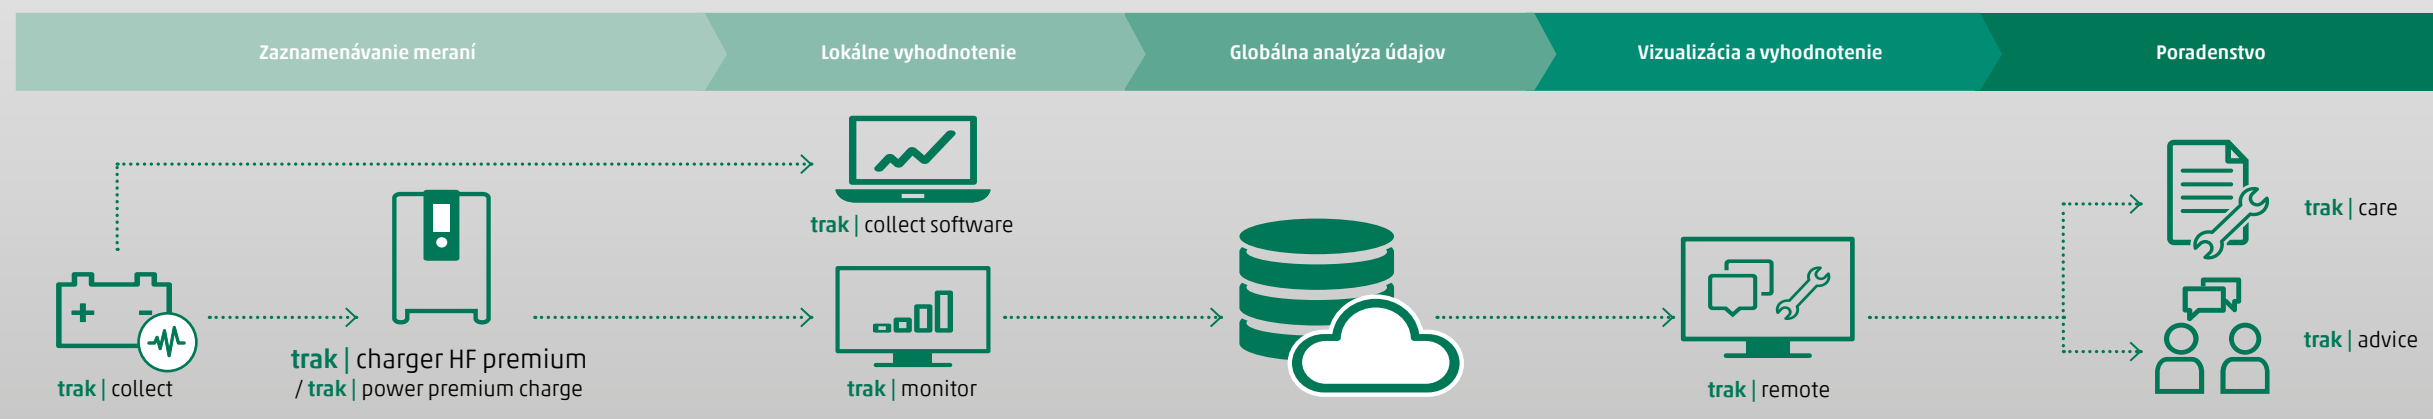 Zaznamenávanie meraní
Lokálne vyhodnotenie
Globálna analýza údajov
Vizualizácia a vyhodnotenie
Poradenstvo
trak | collect software
trak | care
trak | collect
trak | charger HF premium
/ trak | power premium charge
trak | monitor
trak | remote
trak | advice